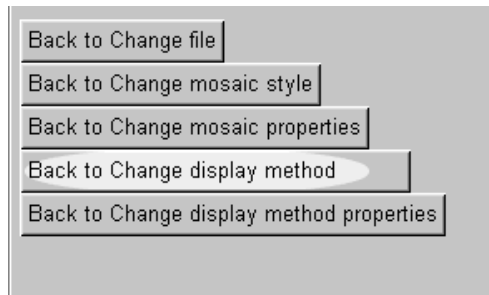 Back to Change file
Back to Change mosaic style
Back to Change mosaic properties
Back to Change display method
Back to Change display method properties